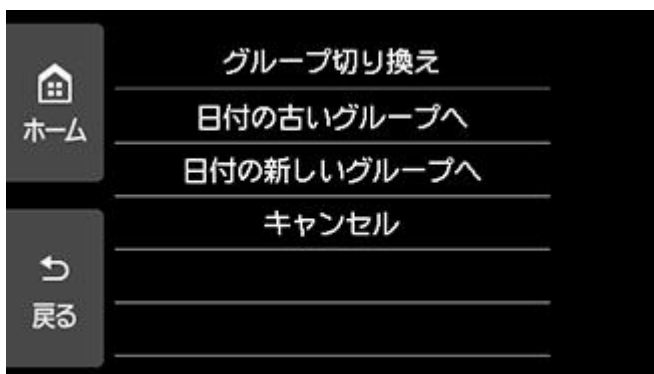 ホーム
戻る
グループ切り換え
日付の古いグループへ
日付の新しいグループへ
キャンセル